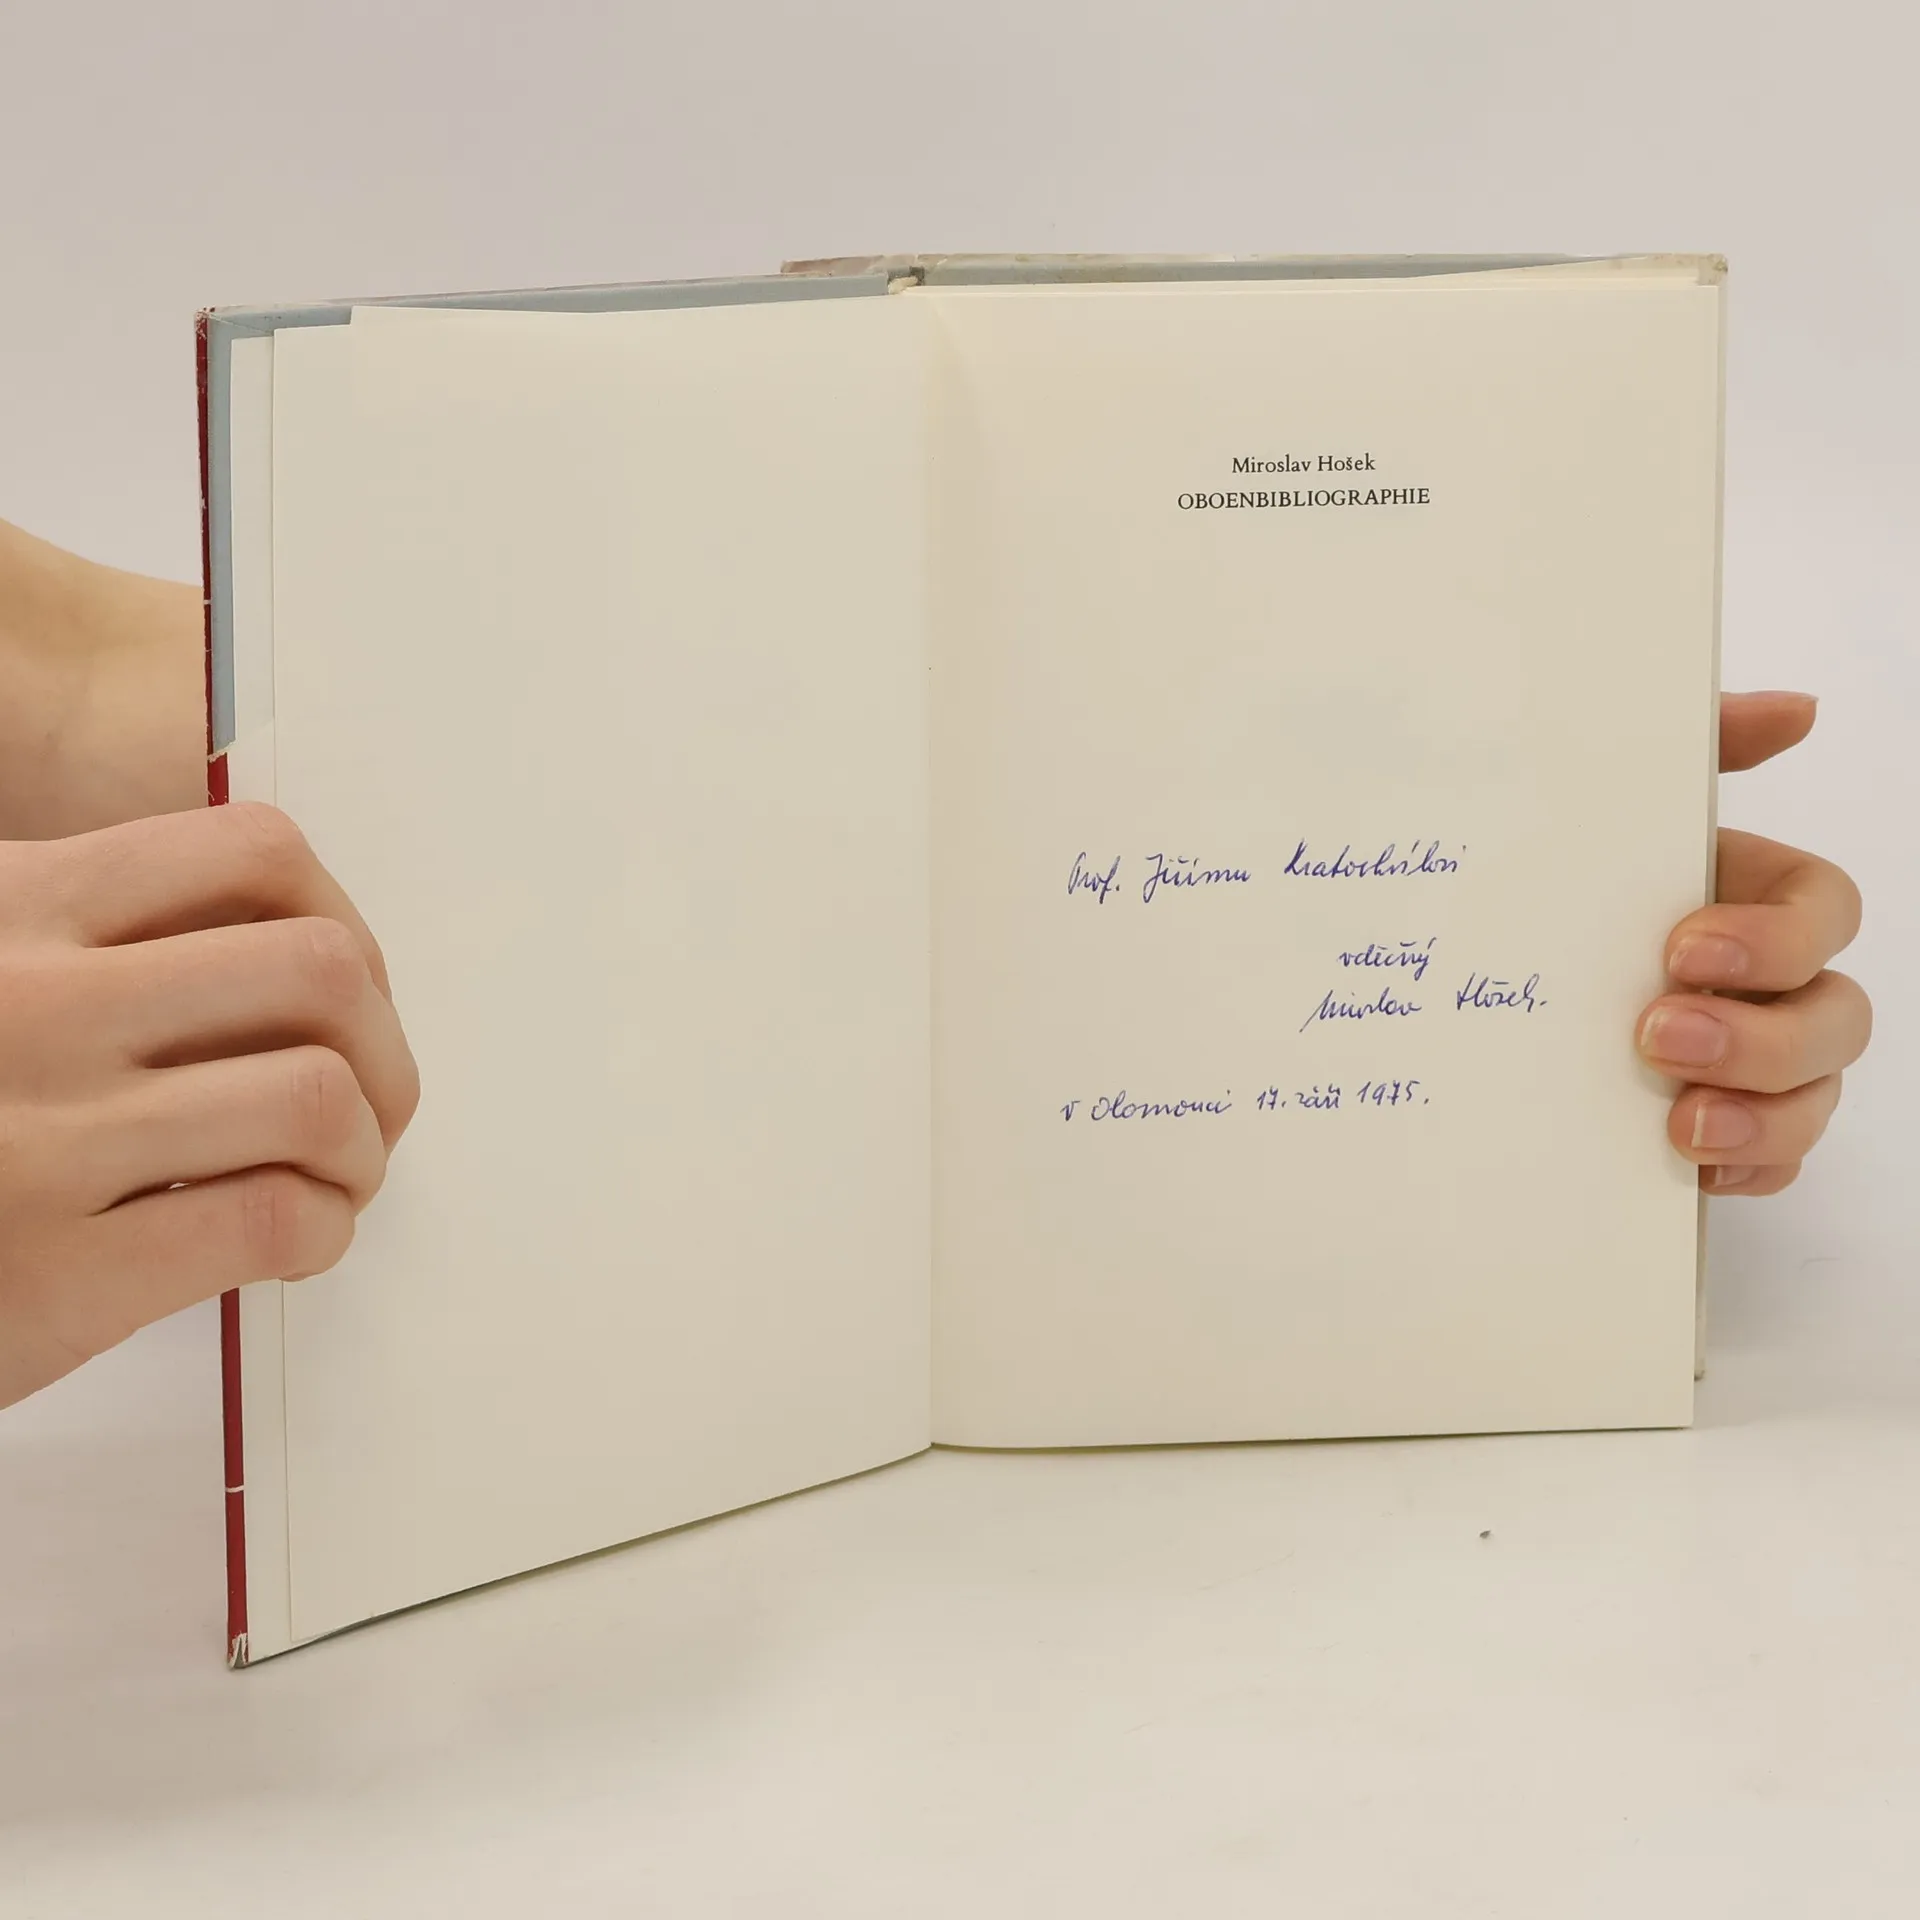 Miroslav Hošek
OBOENBIBLIOGRAPHIE
Prof. Jiřímu Kratochvílovi
vděčný
Miroslav Hošek.
V Olomouci 17. září 1975.